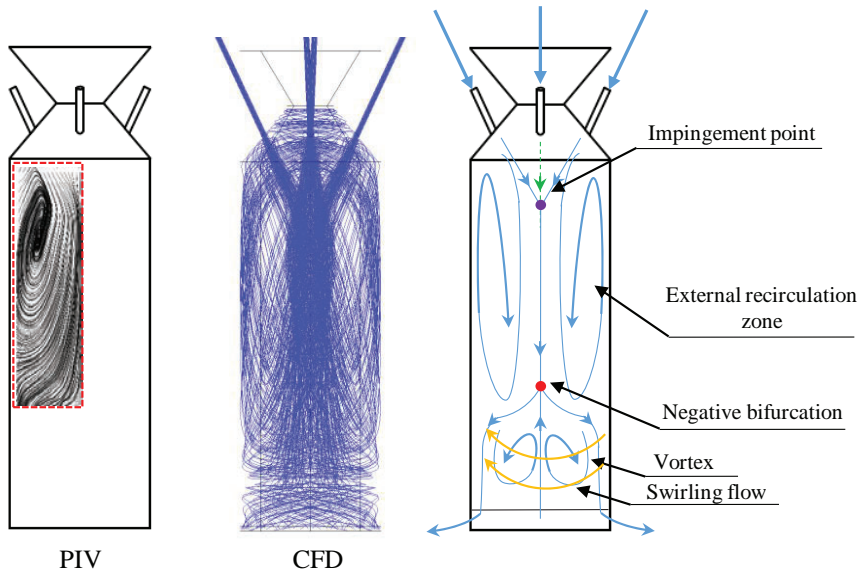 Impingement point
External recirculation
zone
Negative bifurcation
Vortex
Swirling flow
PIV
CFD